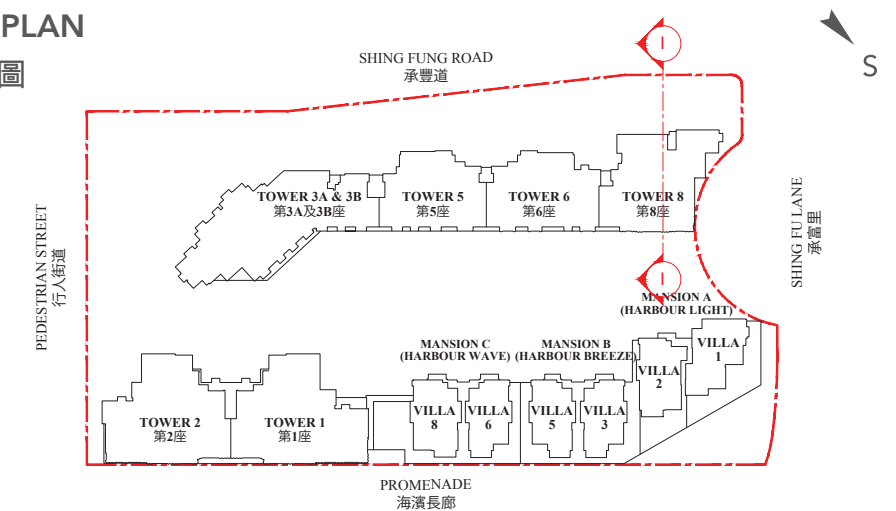 PLAN
圖
SHING FUNG ROAD
承豐道
I
S
TOWER 3A & 3B
第3A及3B座
TOWER 5
第5座
TOWER 6
第6座
TOWER 8
第8座
PEDESTRIAN STREET
行人街道
SHING FU LANE
承富里
I
MANSION A
(HARBOUR LIGHT)
MANSION C
(HARBOUR WAVE)
MANSION B
(HARBOUR BREEZE)
VILLA
1
VILLA
2
TOWER 2
第2座
TOWER 1
第1座
VILLA
8
VILLA
6
VILLA
5
VILLA
3
PROMENADE
海濱長廊